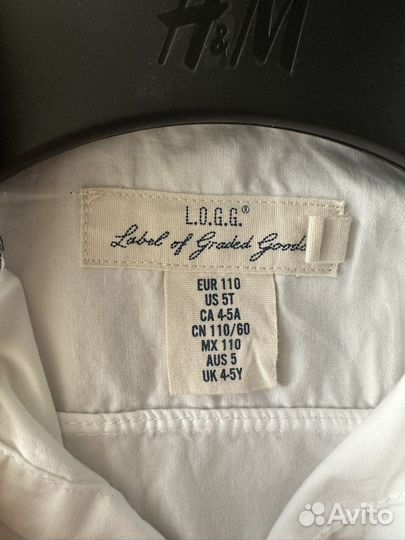 H&M
L.O.G.G.®
Label of Graded Goods
EUR 110
US 5T
CA 4-5A
CN 110/60
MX 110
AUS 5
UK 4-5Y
Avito